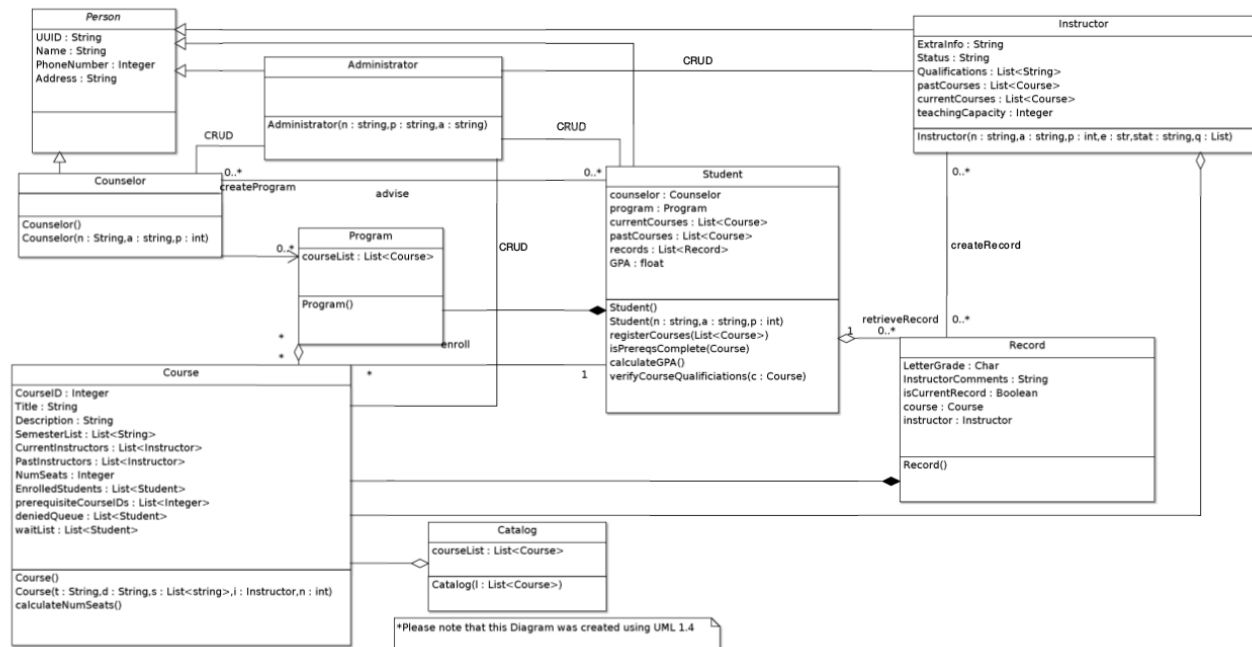 Person
UUID : String
Name : String
PhoneNumber : Integer
Address : String
Administrator
Administrator(n : string,p : string,a : string)
Instructor
ExtraInfo : String
Status : String
Qualifications : List<String>
pastCourses : List<Course>
currentCourses : List<Course>
teachingCapacity : Integer
Instructor(n : string,a : string,p : int,e : str,stat : string,q : List)
CRUD
CRUD
CRUD
CRUD
Counselor
Counselor()
Counselor(n : String,a : string,p : int)
0..*
createProgram
advise
0..*
Student
counselor : Counselor
program : Program
currentCourses : List<Course>
pastCourses : List<Course>
records : List<Record>
GPA : float
Student()
Student(n : string,a : string,p : int)
registerCourses(List<Course>)
isPrereqsComplete(Course)
calculateGPA()
verifyCourseQualificiations(c : Course)
0..*
createRecord
0..*
retrieveRecord
1
0..*
Program
0..*
courseList : List<Course>
Program()
*
*
enroll
*
1
Record
LetterGrade : Char
InstructorComments : String
isCurrentRecord : Boolean
course : Course
instructor : Instructor
Record()
Course
CourseID : Integer
Title : String
Description : String
SemesterList : List<String>
CurrentInstructors : List<Instructor>
PastInstructors : List<Instructor>
NumSeats : Integer
EnrolledStudents : List<Student>
prerequisiteCourseIDs : List<Integer>
deniedQueue : List<Student>
waitList : List<Student>
Course()
Course(t : String,d : String,s : List<string>,i : Instructor,n : int)
calculateNumSeats()
Catalog
courseList : List<Course>
Catalog(l : List<Course>)
*Please note that this Diagram was created using UML 1.4